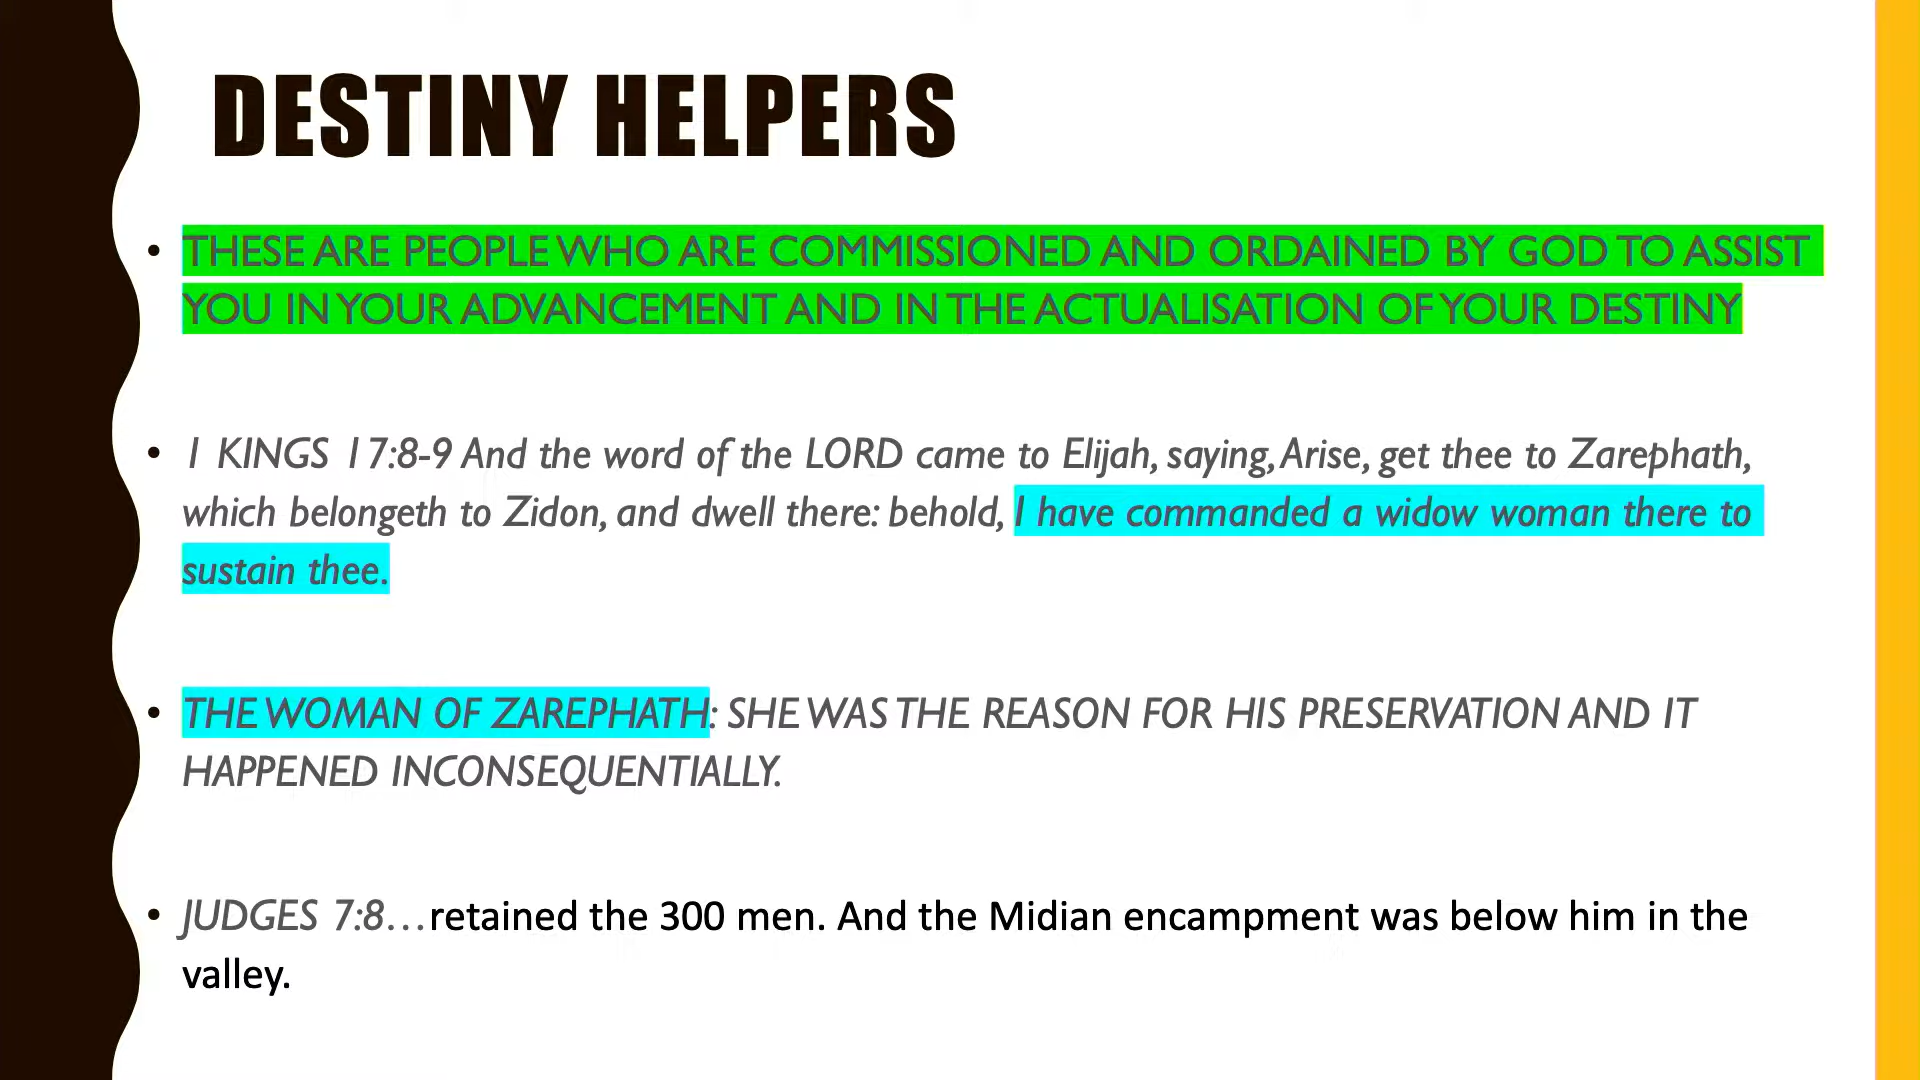 DESTINY HELPERS
• THESE ARE PEOPLE WHO ARE COMMISSIONED AND ORDAINED BY GOD TO ASSIST
YOU IN YOUR ADVANCEMENT AND IN THE ACTUALISATION OF YOUR DESTINY
• 1 KINGS 17:8-9 And the word of the LORD came to Elijah, saying, Arise, get thee to Zarephath,
which belongeth to Zidon, and dwell there: behold, I have commanded a widow woman there to
sustain thee.
• THE WOMAN OF ZAREPHATH: SHE WAS THE REASON FOR HIS PRESERVATION AND IT
HAPPENED INCONSEQUENTIALLY.
• JUDGES 7:8…retained the 300 men. And the Midian encampment was below him in the
valley.